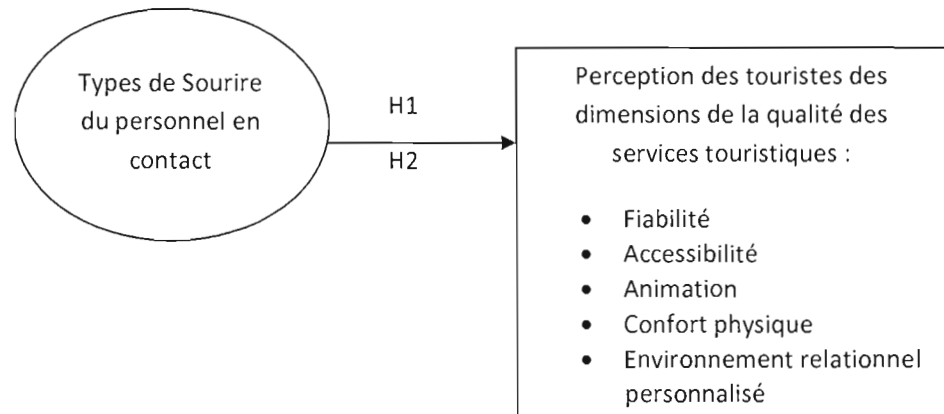 Types de Sourire
du personnel en
contact
H1
H2
Perception des touristes des
dimensions de la qualité des
services touristiques :
• Fiabilité
• Accessibilité
• Animation
• Confort physique
• Environnement relationnel
personnalisé